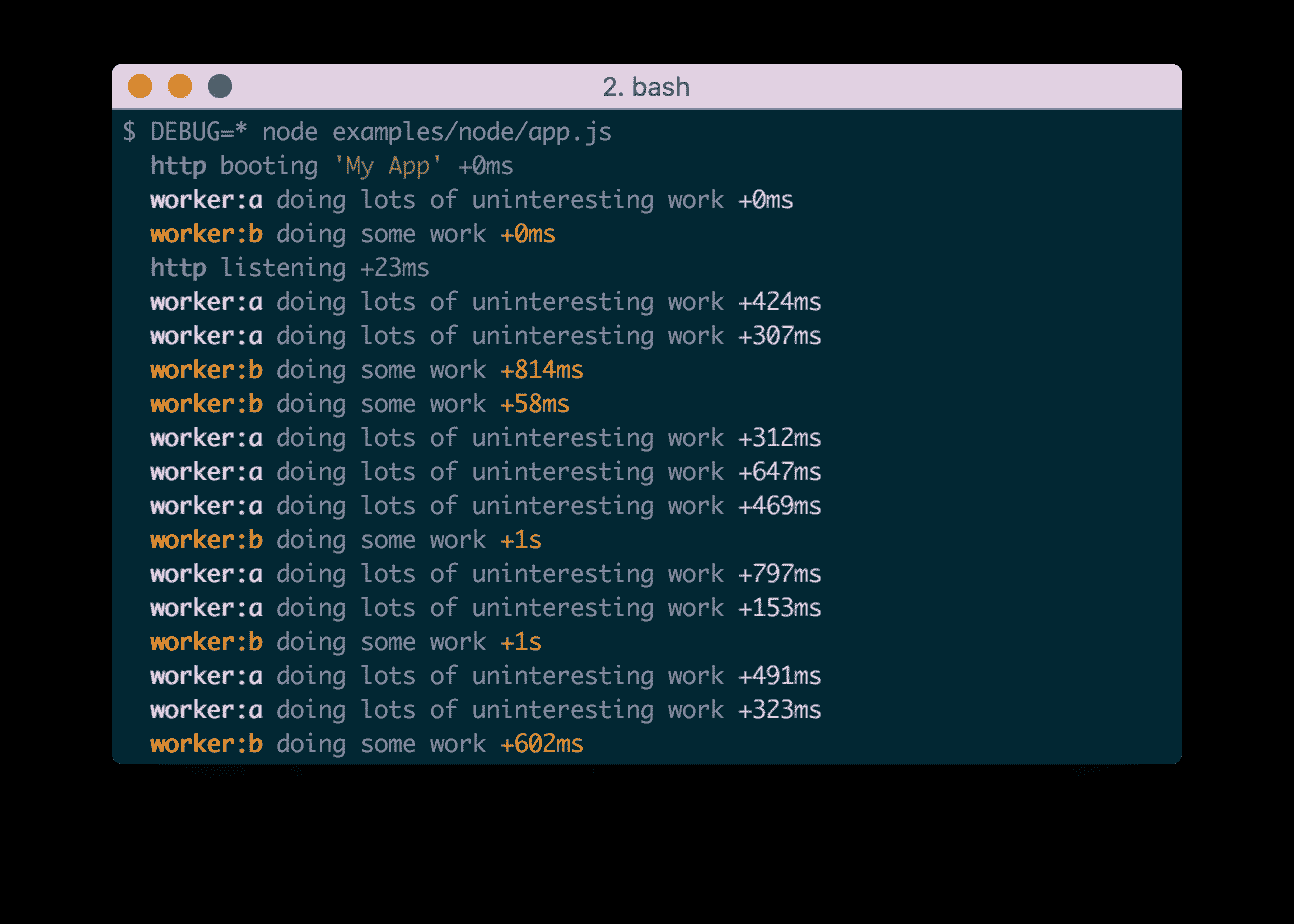 2. bash
$ DEBUG=* node examples/node/app.js
http booting 'My App' +0ms
worker:a doing lots of uninteresting work +0ms
worker:b doing some work +0ms
http listening +23ms
worker:a doing lots of uninteresting work +424ms
worker:a doing lots of uninteresting work +307ms
worker:b doing some work +814ms
worker:b doing some work +58ms
worker:a doing lots of uninteresting work +312ms
worker:a doing lots of uninteresting work +647ms
worker:a doing lots of uninteresting work +469ms
worker:b doing some work +1s
worker:a doing lots of uninteresting work +797ms
worker:a doing lots of uninteresting work +153ms
worker:b doing some work +1s
worker:a doing lots of uninteresting work +491ms
worker:a doing lots of uninteresting work +323ms
worker:b doing some work +602ms